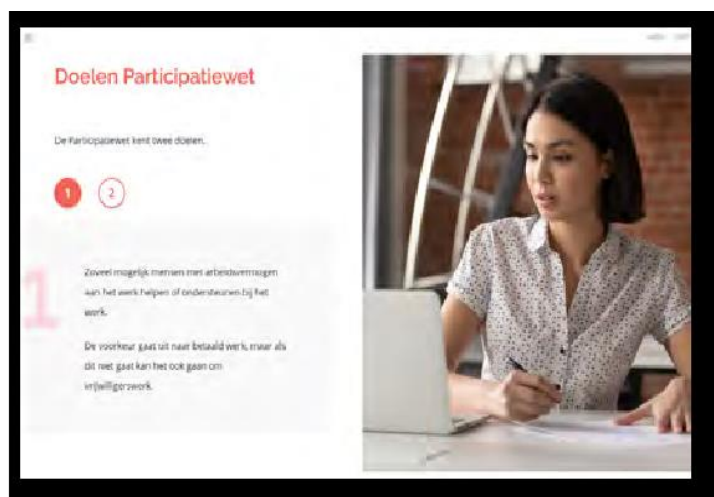 Doelen Participatiewet
De Participatiewet kent twee doelen.
1 2
1
Zoveel mogelijk mensen met arbeidsvermogen
aan het werk helpen of ondersteunen bij het
werk.
De voorkeur gaat uit naar betaald werk, maar als
dit niet gaat kan het ook gaan om
vrijwilligerswerk.